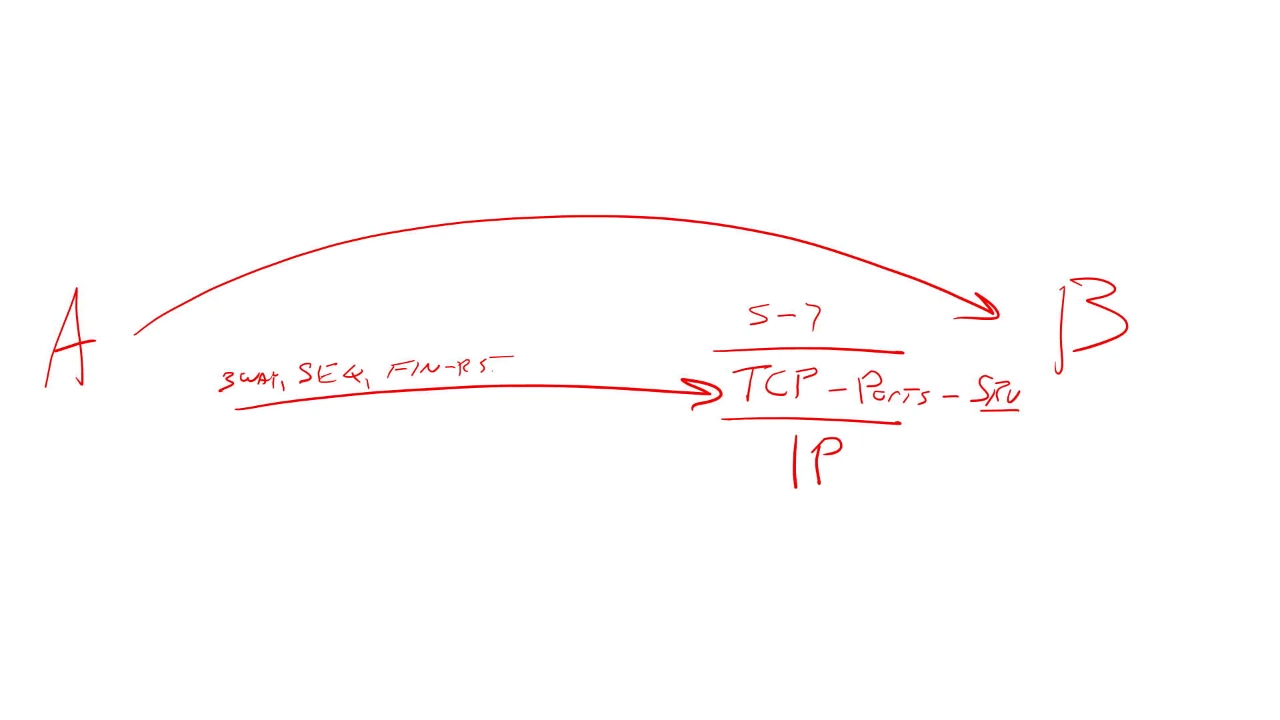 A
B
5-7
3WAY, SEQ, FIN-RST
TCP - PORTS - SRV
IP